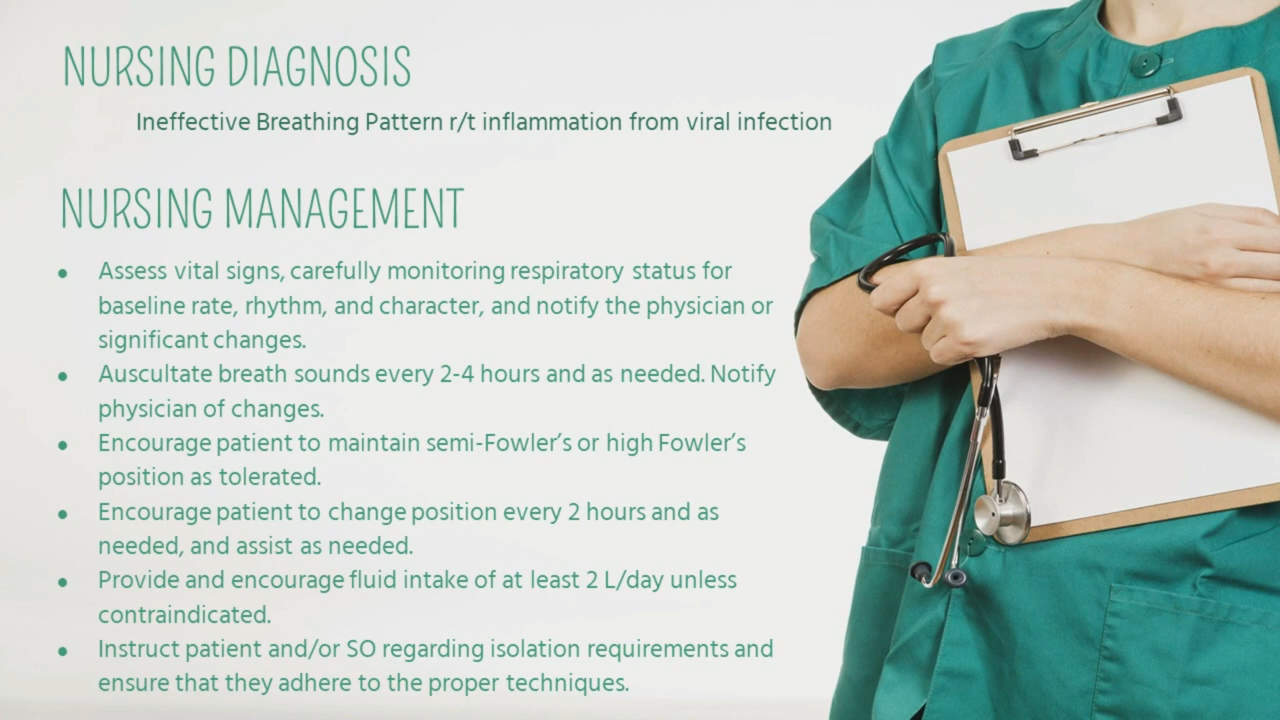 NURSING DIAGNOSIS
Ineffective Breathing Pattern r/t inflammation from viral infection
NURSING MANAGEMENT
• Assess vital signs, carefully monitoring respiratory status for
baseline rate, rhythm, and character, and notify the physician or
significant changes.
• Auscultate breath sounds every 2-4 hours and as needed. Notify
physician of changes.
• Encourage patient to maintain semi-Fowler’s or high Fowler’s
position as tolerated.
• Encourage patient to change position every 2 hours and as
needed, and assist as needed.
• Provide and encourage fluid intake of at least 2 L/day unless
contraindicated.
• Instruct patient and/or SO regarding isolation requirements and
ensure that they adhere to the proper techniques.